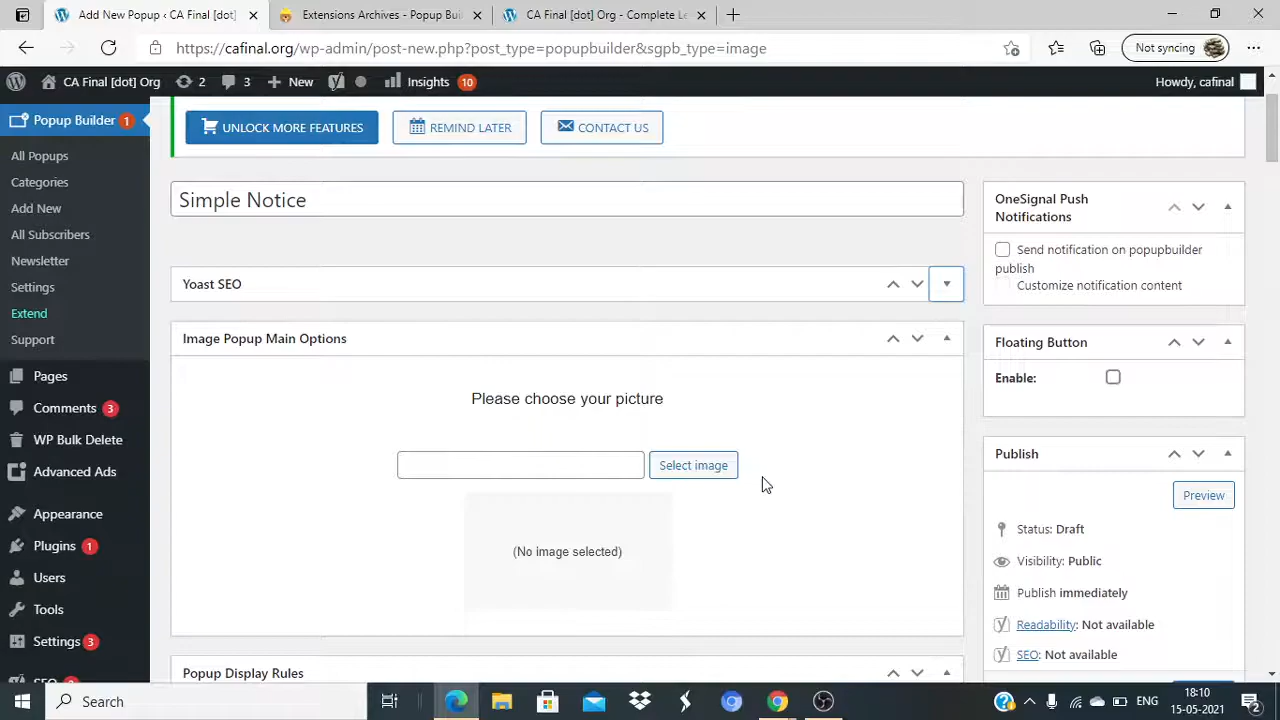 Add New Popup ‹ CA Final [dot] Or
Extensions Archives - Popup Buil
CA Final [dot] Org - Complete Le
https://cafinal.org/wp-admin/post-new.php?post_type=popupbuilder&sgpb_type=image
Not syncing
CA Final [dot] Org
2
3
New
Insights
10
Howdy, cafinal
Popup Builder 1
All Popups
Categories
Add New
All Subscribers
Newsletter
Settings
Extend
Support
Pages
Comments 3
WP Bulk Delete
Advanced Ads
Appearance
Plugins 1
Users
Tools
Settings 3
UNLOCK MORE FEATURES
REMIND LATER
CONTACT US
Simple Notice
Yoast SEO
Image Popup Main Options
Please choose your picture
Select image
(No image selected)
Popup Display Rules
OneSignal Push
Notifications
Send notification on popupbuilder
publish
Customize notification content
Floating Button
Enable:
Publish
Preview
Status: Draft
Visibility: Public
Publish immediately
Readability: Not available
SEO: Not available
Search
ENG
18:10
15-05-2021
2